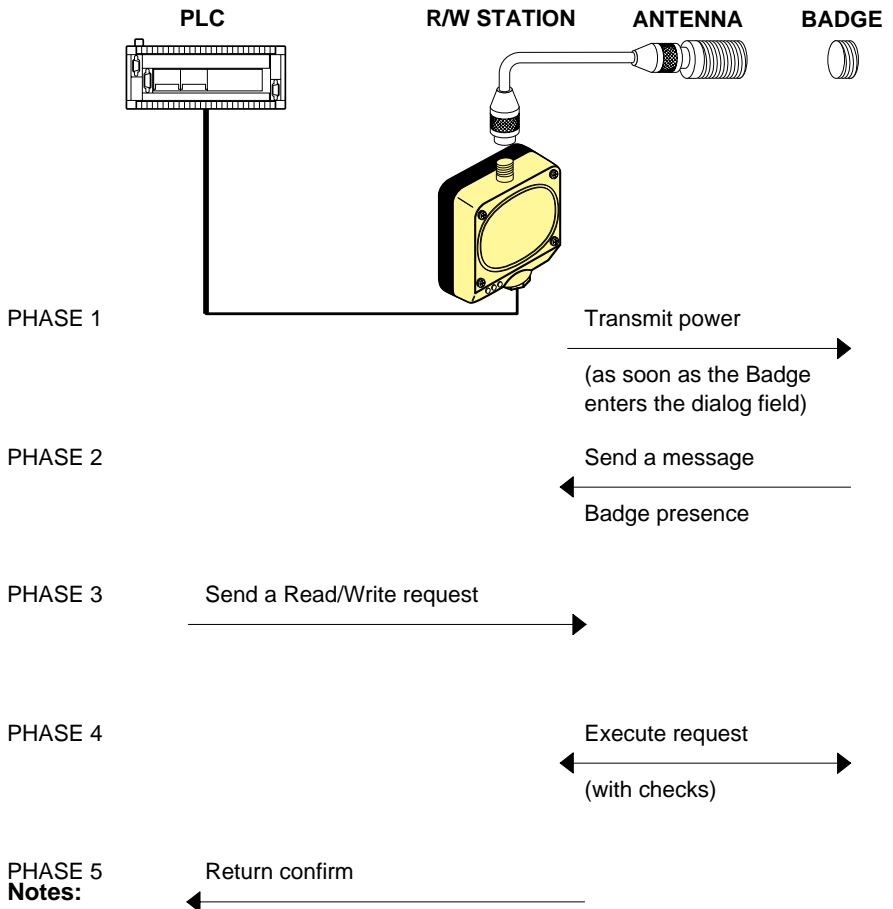 PLC R/W STATION ANTENNA BADGE
PHASE 1 Transmit power
(as soon as the Badge
enters the dialog field)
PHASE 2 Send a message
Badge presence
PHASE 3 Send a Read/Write request
PHASE 4 Execute request
(with checks)
PHASE 5 Return confirm
Notes: